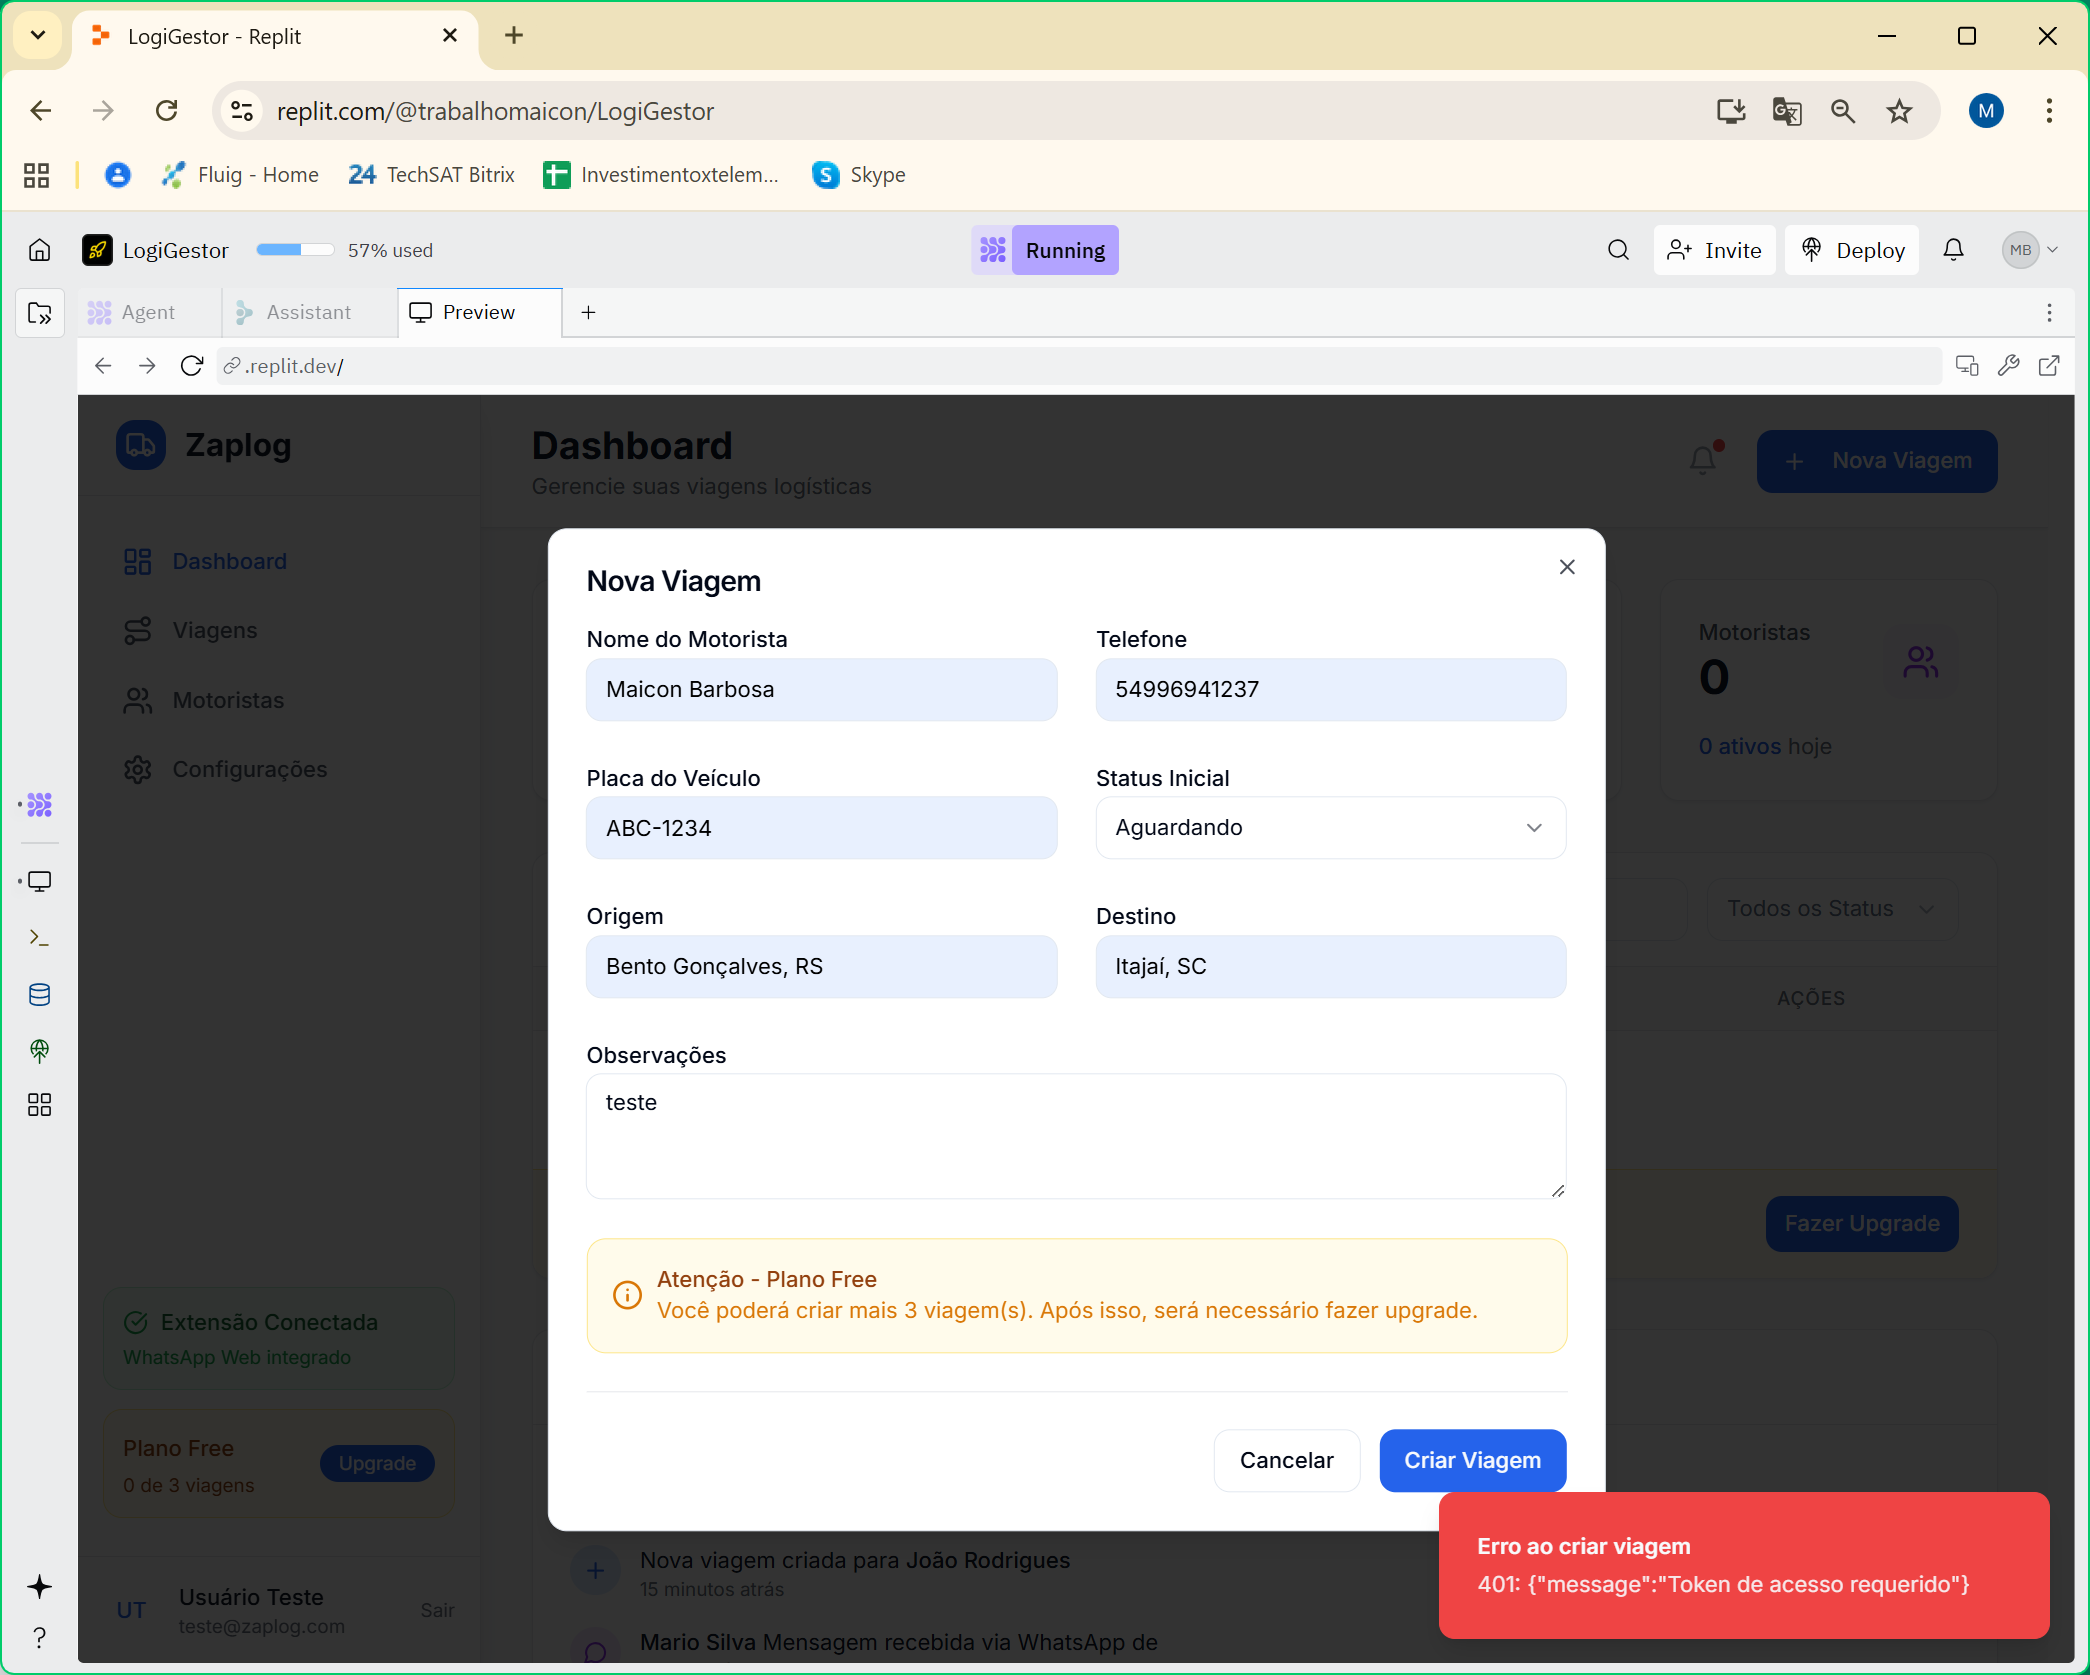 LogiGestor - Replit
replit.com/@trabalhomaicon/LogiGestor
M
Fluig - Home
24 TechSAT Bitrix
Investimentoxtelem...
S Skype
LogiGestor
57% used
Running
Invite
Deploy
MB
Agent
Assistant
Preview
.replit.dev/
Zaplog
Dashboard
Gerencie suas viagens logísticas
Nova Viagem
Dashboard
Viagens
Motoristas
Configurações
Nova Viagem
Nome do Motorista
Telefone
Maicon Barbosa
54996941237
Placa do Veículo
Status Inicial
ABC-1234
Aguardando
Origem
Destino
Bento Gonçalves, RS
Itajaí, SC
Observações
teste
Atenção - Plano Free
Você poderá criar mais 3 viagem(s). Após isso, será necessário fazer upgrade.
Cancelar
Criar Viagem
Motoristas
0
0 ativos hoje
Todos os Status
AÇÕES
Fazer Upgrade
Extensão Conectada
WhatsApp Web integrado
Plano Free
0 de 3 viagens
Upgrade
UT
Usuário Teste
teste@zaplog.com
Sair
Nova viagem criada para João Rodrigues
15 minutos atrás
Mario Silva Mensagem recebida via WhatsApp de
Erro ao criar viagem
401: {"message":"Token de acesso requerido"}